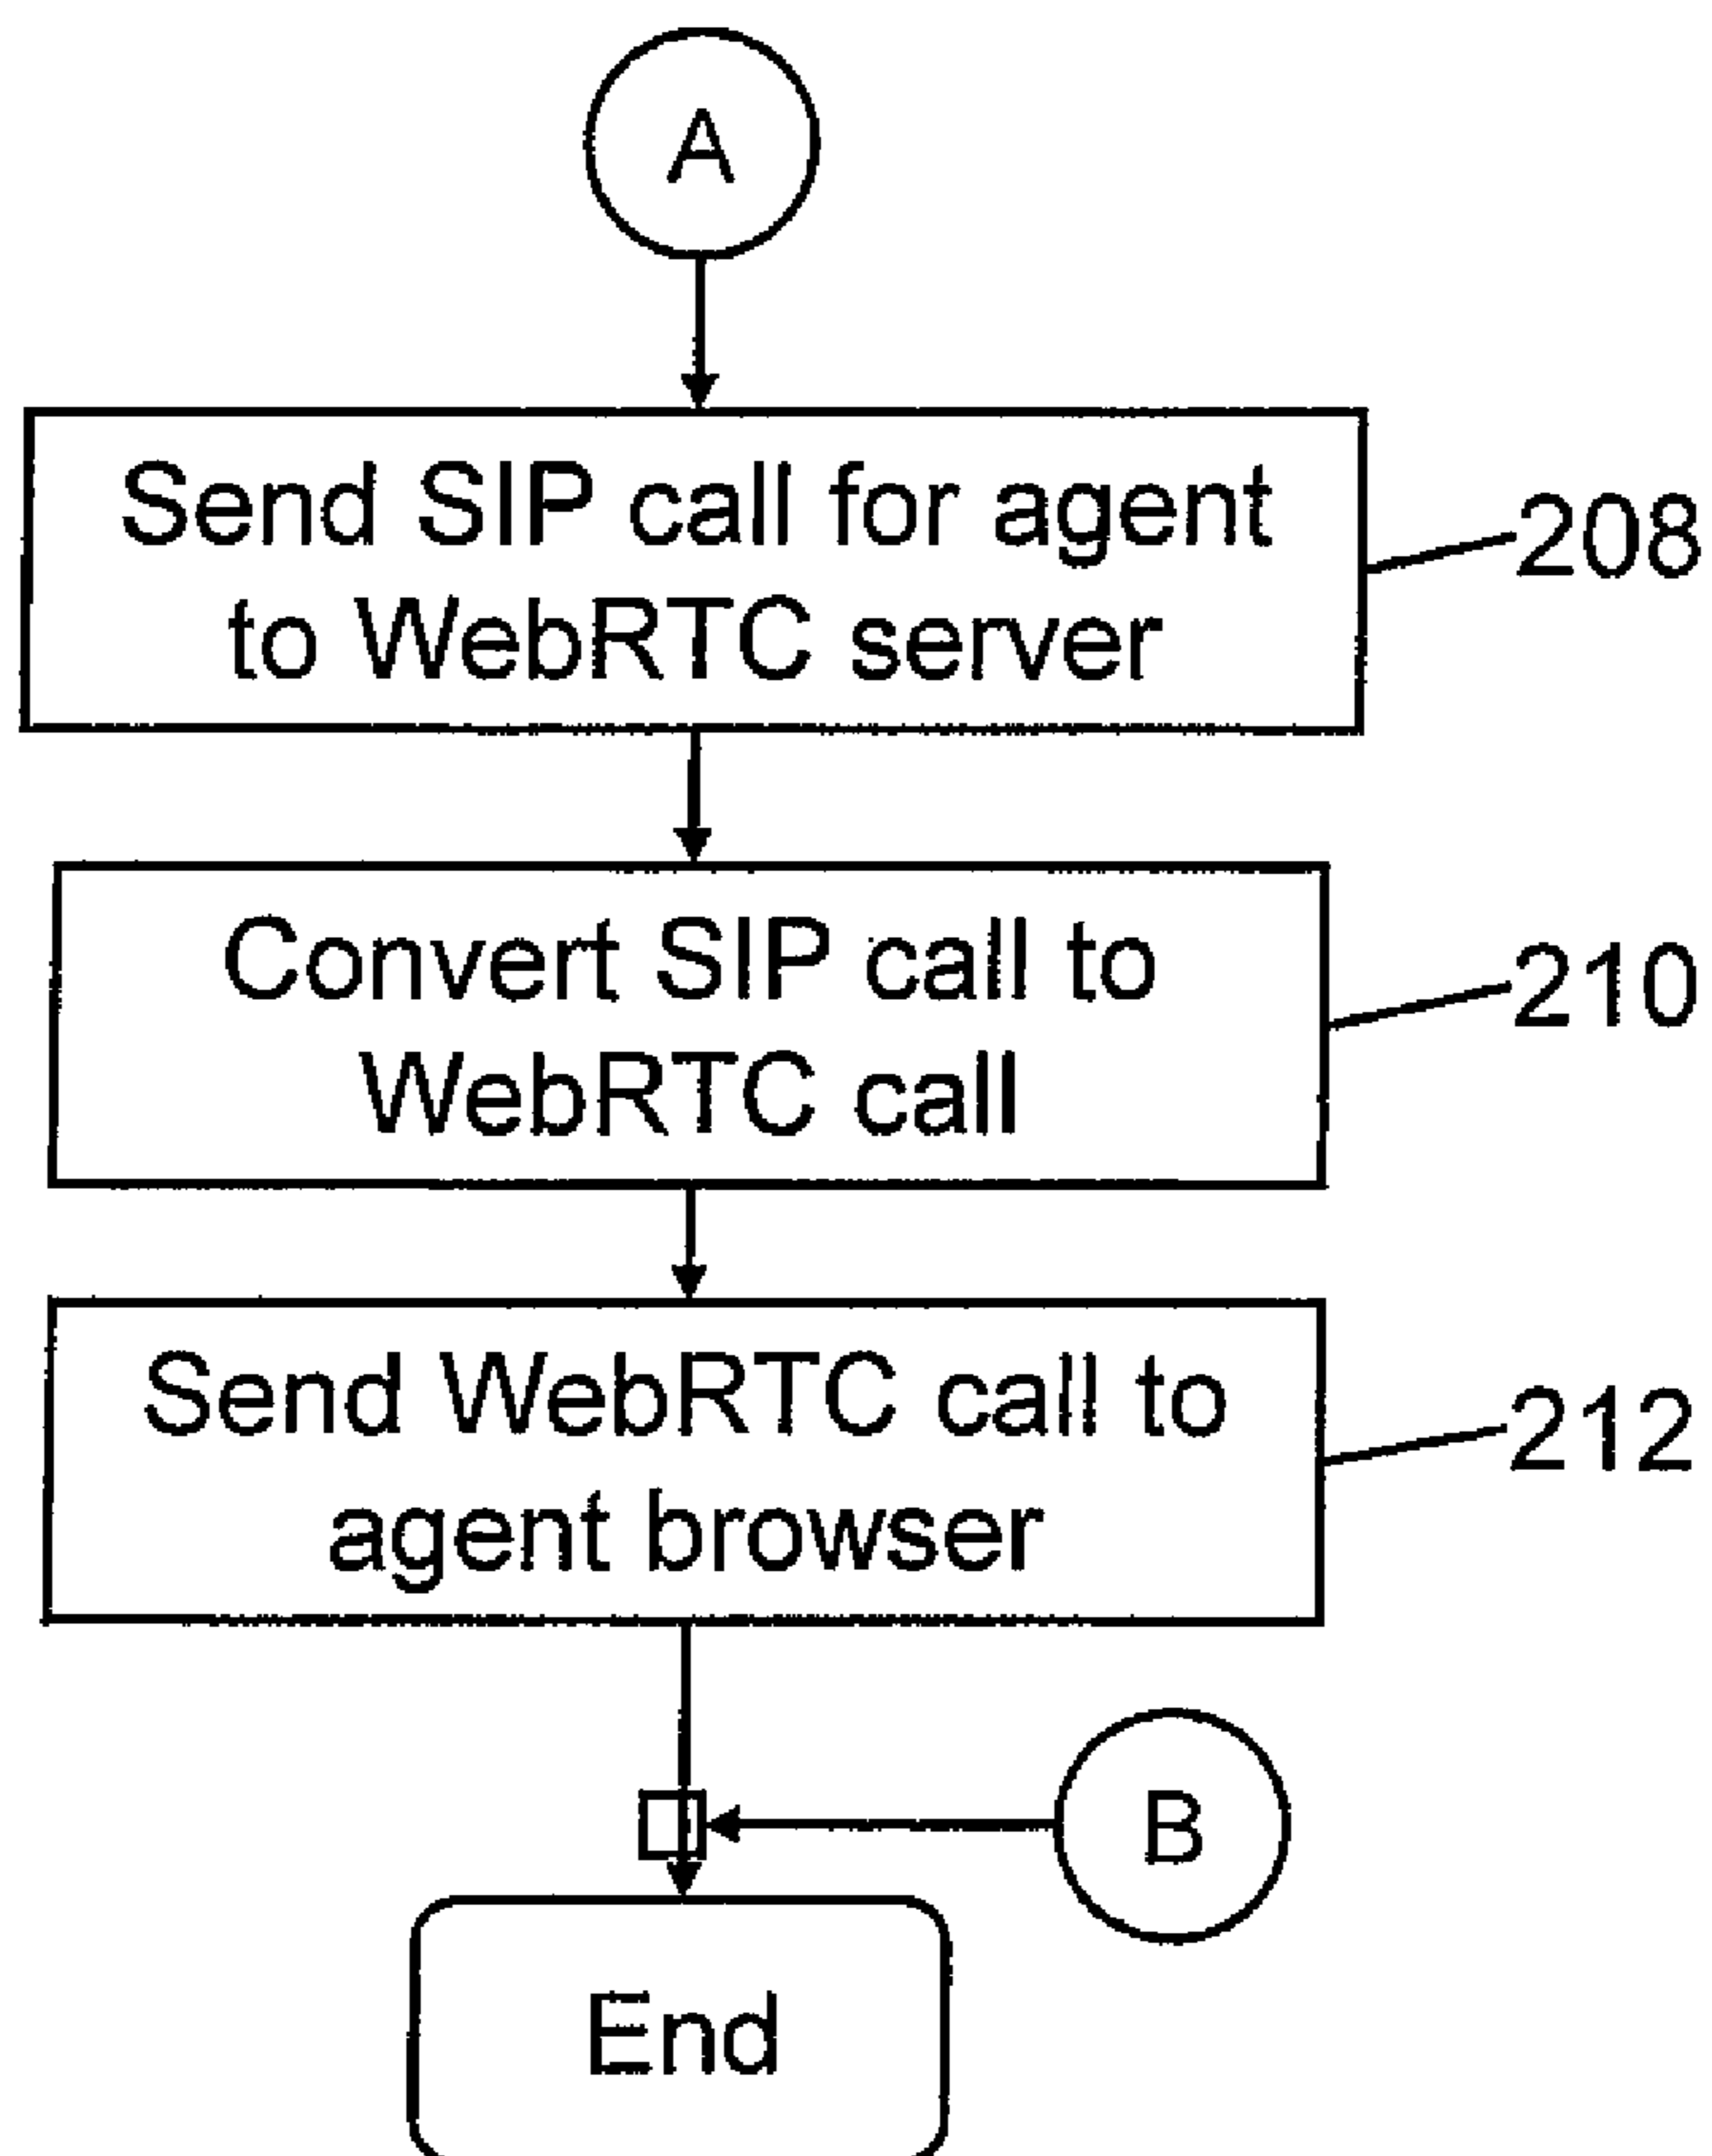 A
Send SIP call for agent
to WebRTC server
208
Convert SIP call to
WebRTC call
210
Send WebRTC call to
agent browser
212
B
End